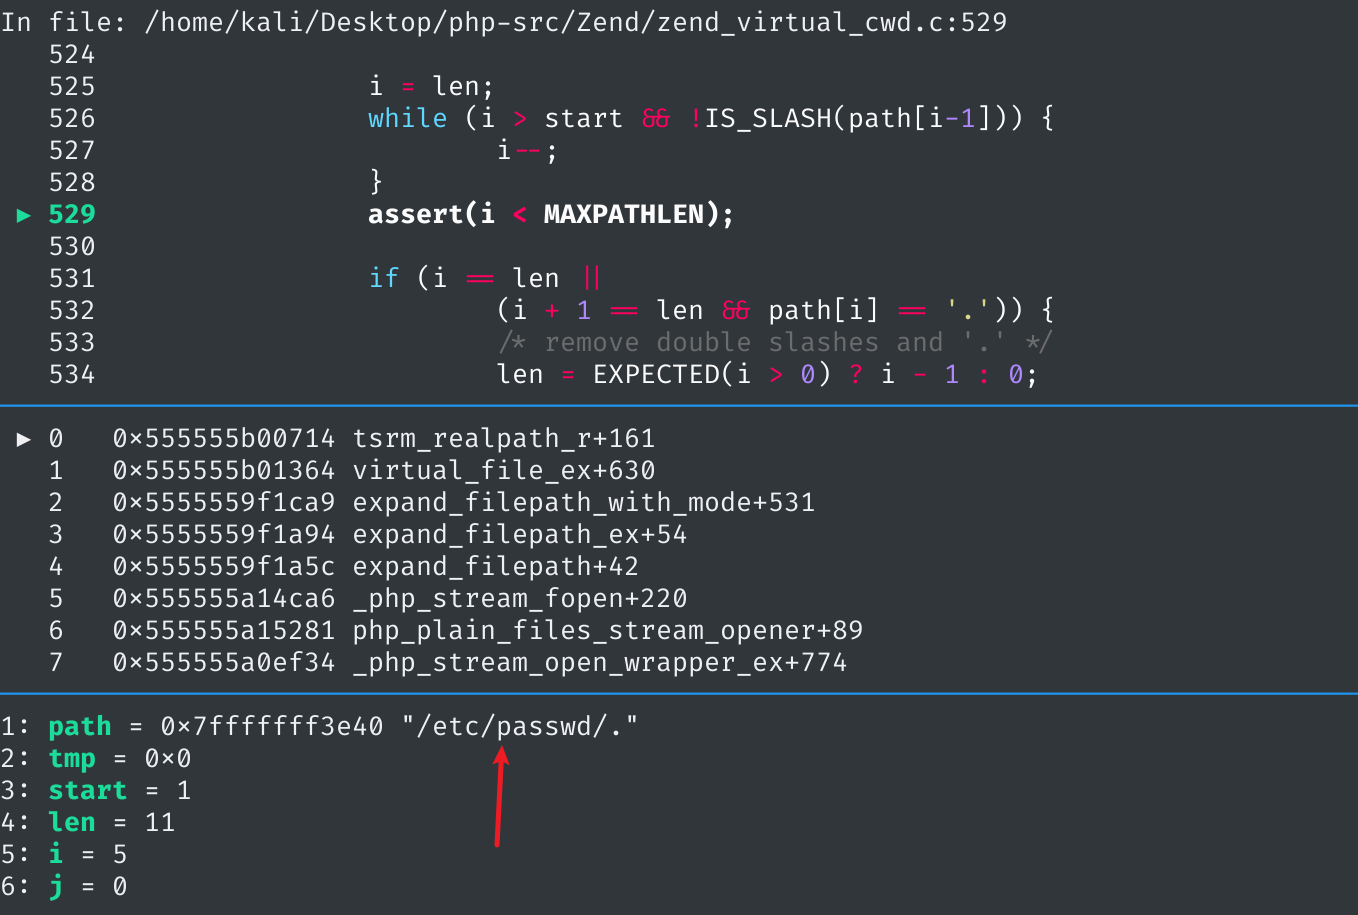 In file: /home/kali/Desktop/php-src/Zend/zend_virtual_cwd.c:529
524
525 i = len;
526 while (i > start && !IS_SLASH(path[i-1])) {
527 i--;
528 }
► 529 assert(i < MAXPATHLEN);
530
531 if (i == len ||
532 (i + 1 == len && path[i] == '.')) {
533 /* remove double slashes and '.' */
534 len = EXPECTED(i > 0) ? i - 1 : 0;
► 0 0x555555b00714 tsrm_realpath_r+161
1 0x555555b01364 virtual_file_ex+630
2 0x5555559f1ca9 expand_filepath_with_mode+531
3 0x5555559f1a94 expand_filepath_ex+54
4 0x5555559f1a5c expand_filepath+42
5 0x555555a14ca6 _php_stream_fopen+220
6 0x555555a15281 php_plain_files_stream_opener+89
7 0x555555a0ef34 _php_stream_open_wrapper_ex+774
1: path = 0x7fffffff3e40 "/etc/passwd/."
2: tmp = 0x0
3: start = 1
4: len = 11
5: i = 5
6: j = 0